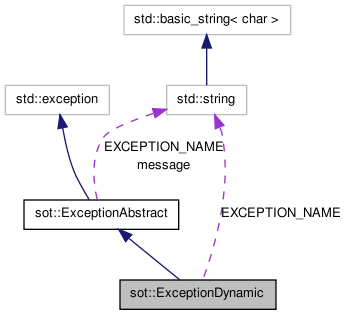 std::basic_string< char >
std::exception
std::string
EXCEPTION_NAME
message
sot::ExceptionAbstract
EXCEPTION_NAME
sot::ExceptionDynamic